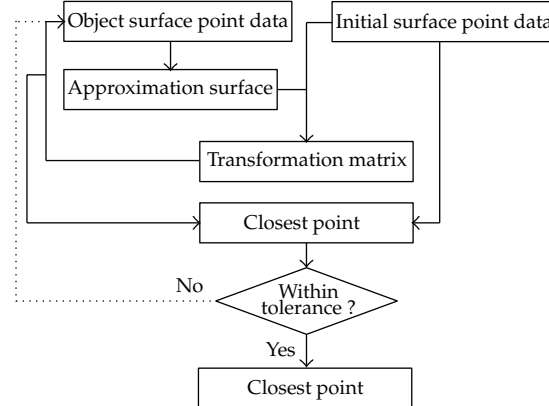 Object surface point data
Initial surface point data
Approximation surface
Transformation matrix
Closest point
No
Within
tolerance ?
Yes
Closest point